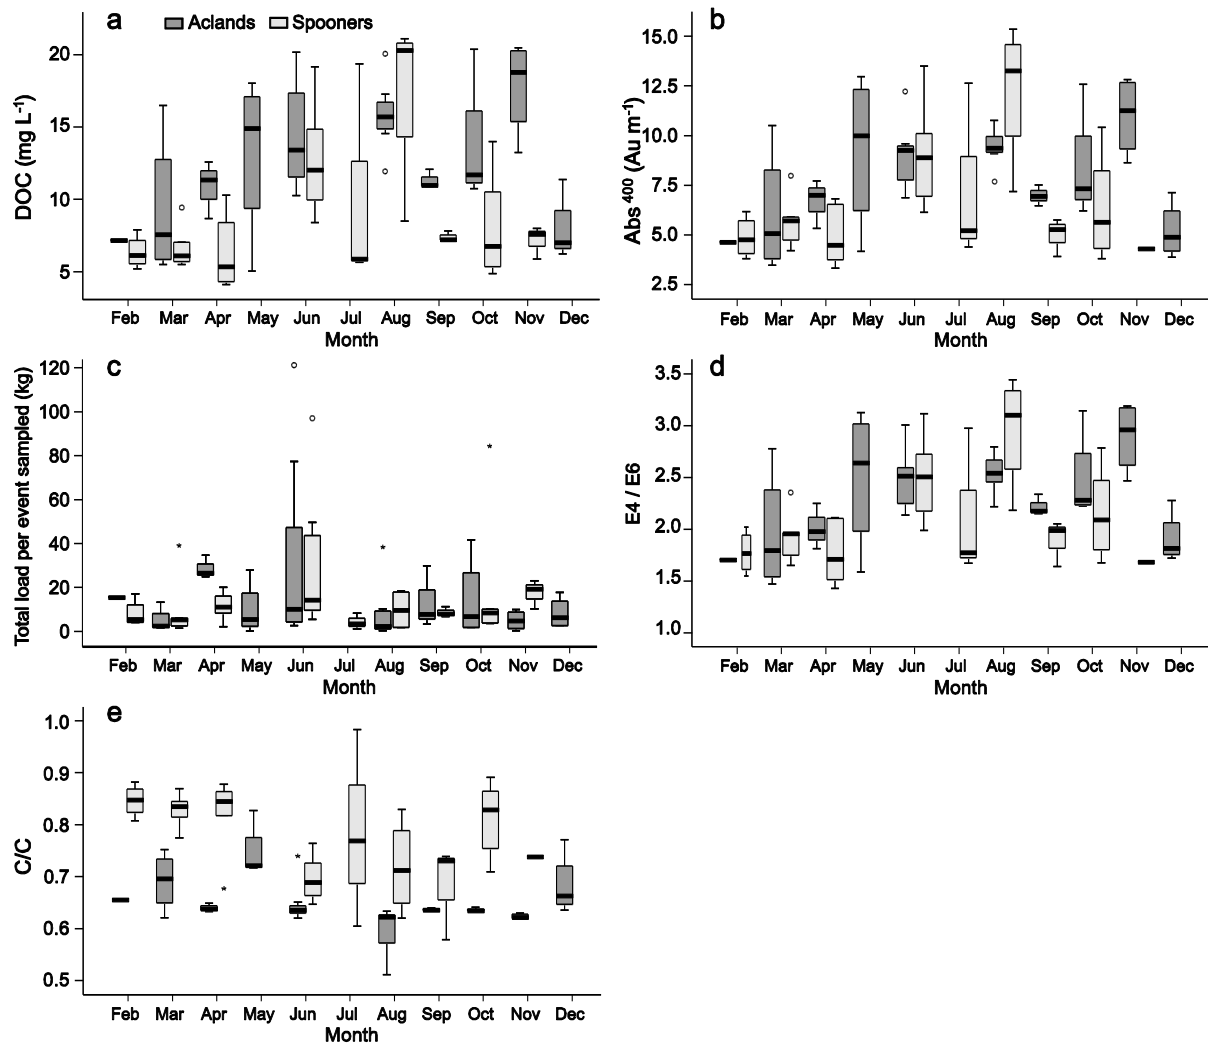 a Aclands Spooners
DOC (mg L-1)
20
15
10
5
Feb Mar Apr May Jun Jul Aug Sep Oct Nov Dec
Month
b
Abs 400 (Au m-1)
15.0
12.5
10.0
7.5
5.0
2.5
Feb Mar Apr May Jun Jul Aug Sep Oct Nov Dec
Month
c
Total load per event sampled (kg)
120
100
80
60
40
20
0
Feb Mar Apr May Jun Jul Aug Sep Oct Nov Dec
Month
d
E4 / E6
3.5
3.0
2.5
2.0
1.5
1.0
Feb Mar Apr May Jun Jul Aug Sep Oct Nov Dec
Month
e
C/C
1.0
0.9
0.8
0.7
0.6
0.5
Feb Mar Apr May Jun Jul Aug Sep Oct Nov Dec
Month